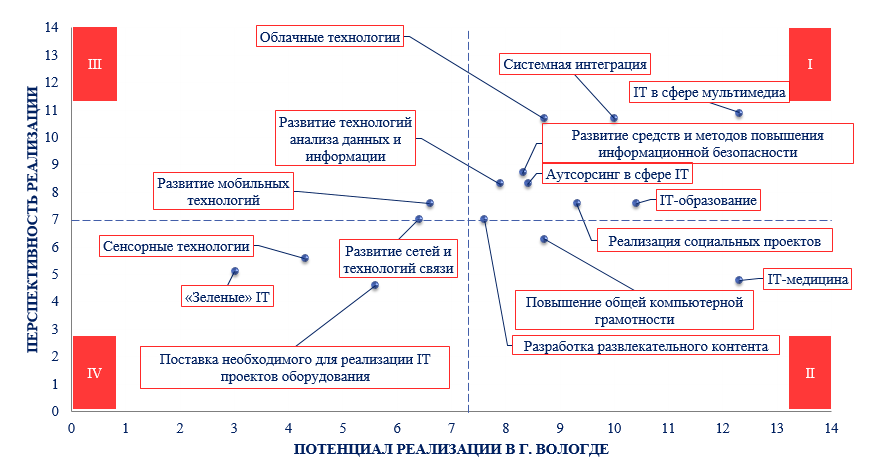 14
13
12
11
10
9
8
7
6
5
4
3
2
1
0
ПЕРСПЕКТИВНОСТЬ РЕАЛИЗАЦИИ
III
I
Облачные технологии
Системная интеграция
IT в сфере мультимедиа
Развитие технологий
анализа данных и
информации
Развитие средств и методов повышения
информационной безопасности
Аутсорсинг в сфере IT
Развитие мобильных
технологий
IT-образование
Сенсорные технологии
Развитие сетей и
технологий связи
Реализация социальных проектов
«Зеленые» IT
IT-медицина
Повышение общей компьютерной
грамотности
Разработка развлекательного контента
Поставка необходимого для реализации IT
проектов оборудования
IV
II
0 1 2 3 4 5 6 7 8 9 10 11 12 13 14
ПОТЕНЦИАЛ РЕАЛИЗАЦИИ В Г. ВОЛОГДЕ